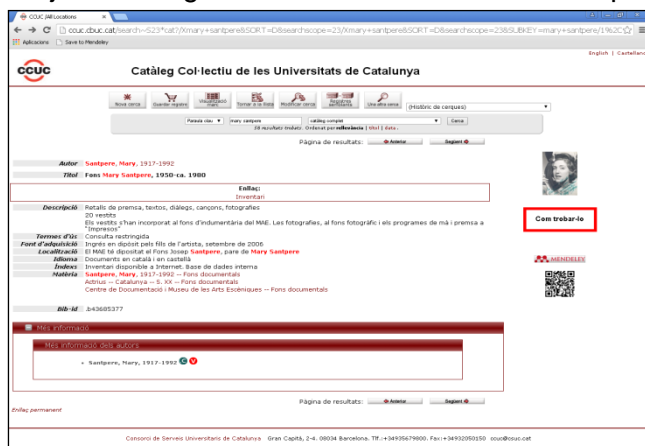 CCUC /All Locations
ccuc.cbuc.cat/search~S23*cat?/Xmary+santpere&SORT=D&searchscope=23/Xmary+santpere&SORT=D&searchscope=23&SUBKEY=mary+santpere/1%2C
Aplicacions Save to Mendeley
English | Castellano
ccuc
Catàleg Col·lectiu de les Universitats de Catalunya
Nova cerca Guardar registre Visualització marc Tornar a la llista Modificar cerca Registres semblants Una altra cerca (Històric de cerques)
Paraula clau mary santpere catàleg complet Cerca
38 resultats trobats. Ordenat per rellevància | títol | data.
Pàgina de resultats: Anterior Següent
Autor Santpere, Mary, 1917-1992
Títol Fons Mary Santpere, 1950-ca. 1980
Enllaç:
Inventari
Descripció Retalls de premsa, textos, diàlegs, cançons, fotografies
20 vestits
Els vestits s'han incorporat al fons d'indumentària del MAE. Les fotografies, al fons fotogràfic i els programes de mà i premsa a
"Impresos"
Com trobar-lo
Termes d'ús Consulta restringida
Font d'adquisició Ingrés en dipòsit pels fills de l'artista, setembre de 2006
Localització El MAE té dipositat el Fons Josep Santpere, pare de Mary Santpere
Idioma Documents en català i en castellà
Índexs Inventari disponible a Internet. Base de dades interna
Matèria Santpere, Mary, 1917-1992 -- Fons documentals
Actrius -- Catalunya -- S. XX -- Fons documentals
Centre de Documentació i Museu de les Arts Escèniques -- Fons documentals
MENDELEY
Bib-id .b43605377
Més informació
Més informació dels autors
Santpere, Mary, 1917-1992 C V
Pàgina de resultats: Anterior Següent
Enllaç permanent
Consorci de Serveis Universitaris de Catalunya Gran Capità, 2-4. 08034 Barcelona. Tlf.:+34935679800. Fax:+34932050150 ccuc@csuc.cat